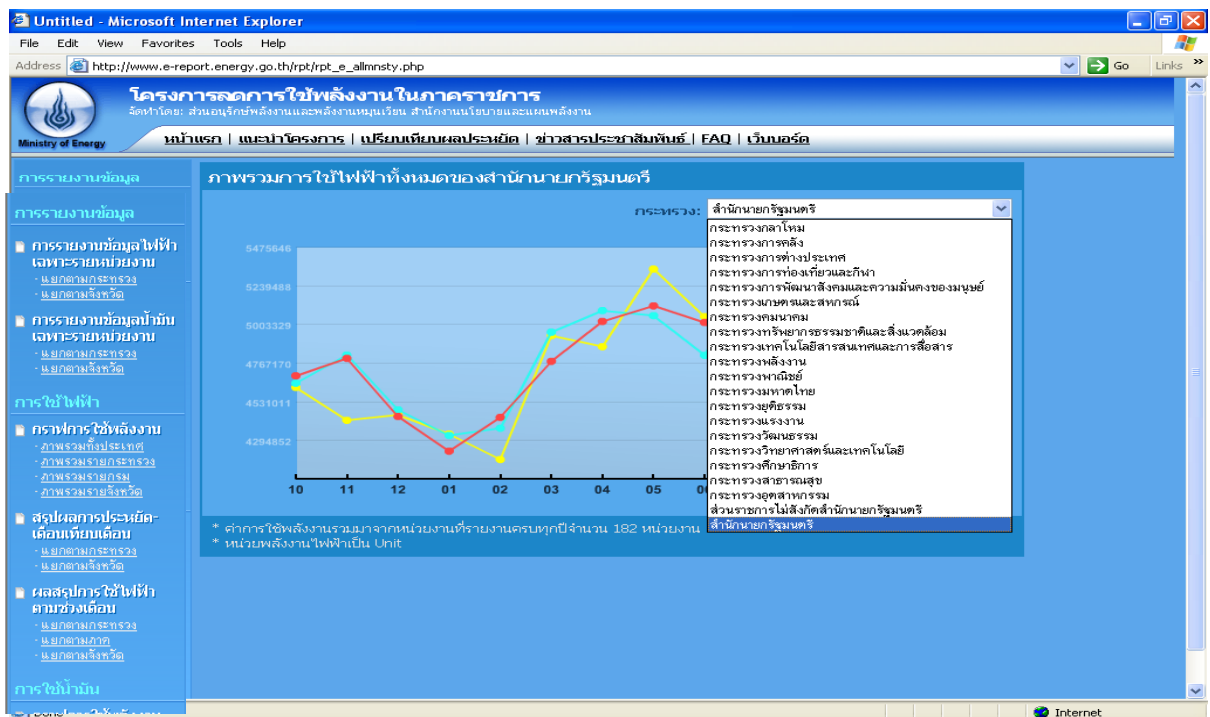 Untitled - Microsoft Internet Explorer
File Edit View Favorites Tools Help
Address http://www.e-report.energy.go.th/rpt/rpt_e_allmnsty.php Go Links »
โครงการลดการใช้พลังงานในภาคราชการ
จัดทำโดย: ส่วนอนุรักษ์พลังงานและพลังงานหมุนเวียน สำนักงานนโยบายและแผนพลังงาน
Ministry of Energy
หน้าแรก | แนะนำโครงการ | เปรียบเทียบผลประหยัด | ข่าวสารประชาสัมพันธ์ | FAQ | เว็บบอร์ด
การรายงานข้อมูล
การรายงานข้อมูล
การรายงานข้อมูลไฟฟ้า
เฉพาะรายหน่วยงาน
- แยกตามกระทรวง
- แยกตามจังหวัด
การรายงานข้อมูลน้ำมัน
เฉพาะรายหน่วยงาน
- แยกตามกระทรวง
- แยกตามจังหวัด
การใช้ไฟฟ้า
กราฟการใช้พลังงาน
- ภาพรวมทั้งประเทศ
- ภาพรวมรายกระทรวง
- ภาพรวมรายกรม
- ภาพรวมรายจังหวัด
สรุปผลการประหยัด-
เดือนเทียบเดือน
- แยกตามกระทรวง
- แยกตามจังหวัด
ผลสรุปการใช้ไฟฟ้า
ตามช่วงเดือน
- แยกตามกระทรวง
- แยกตามภาค
- แยกตามจังหวัด
การใช้น้ำมัน
ภาพรวมการใช้ไฟฟ้าทั้งหมดของสำนักนายกรัฐมนตรี
กระทรวง: สำนักนายกรัฐมนตรี
กระทรวงกลาโหม
กระทรวงการคลัง
กระทรวงการต่างประเทศ
กระทรวงการท่องเที่ยวและกีฬา
กระทรวงการพัฒนาสังคมและความมั่นคงของมนุษย์
กระทรวงเกษตรและสหกรณ์
กระทรวงคมนาคม
กระทรวงทรัพยากรธรรมชาติและสิ่งแวดล้อม
กระทรวงเทคโนโลยีสารสนเทศและการสื่อสาร
กระทรวงพลังงาน
กระทรวงพาณิชย์
กระทรวงมหาดไทย
กระทรวงยุติธรรม
กระทรวงแรงงาน
กระทรวงวัฒนธรรม
กระทรวงวิทยาศาสตร์และเทคโนโลยี
กระทรวงศึกษาธิการ
กระทรวงสาธารณสุข
กระทรวงอุตสาหกรรม
ส่วนราชการไม่สังกัดสำนักนายกรัฐมนตรี
สำนักนายกรัฐมนตรี
5475646
5239488
5003329
4767170
4531011
4294852
10 11 12 01 02 03 04 05
* ค่าการใช้พลังงานรวมมาจากหน่วยงานที่รายงานครบทุกปีจำนวน 182 หน่วยงาน
* หน่วยพลังงานไฟฟ้าเป็น Unit
Internet